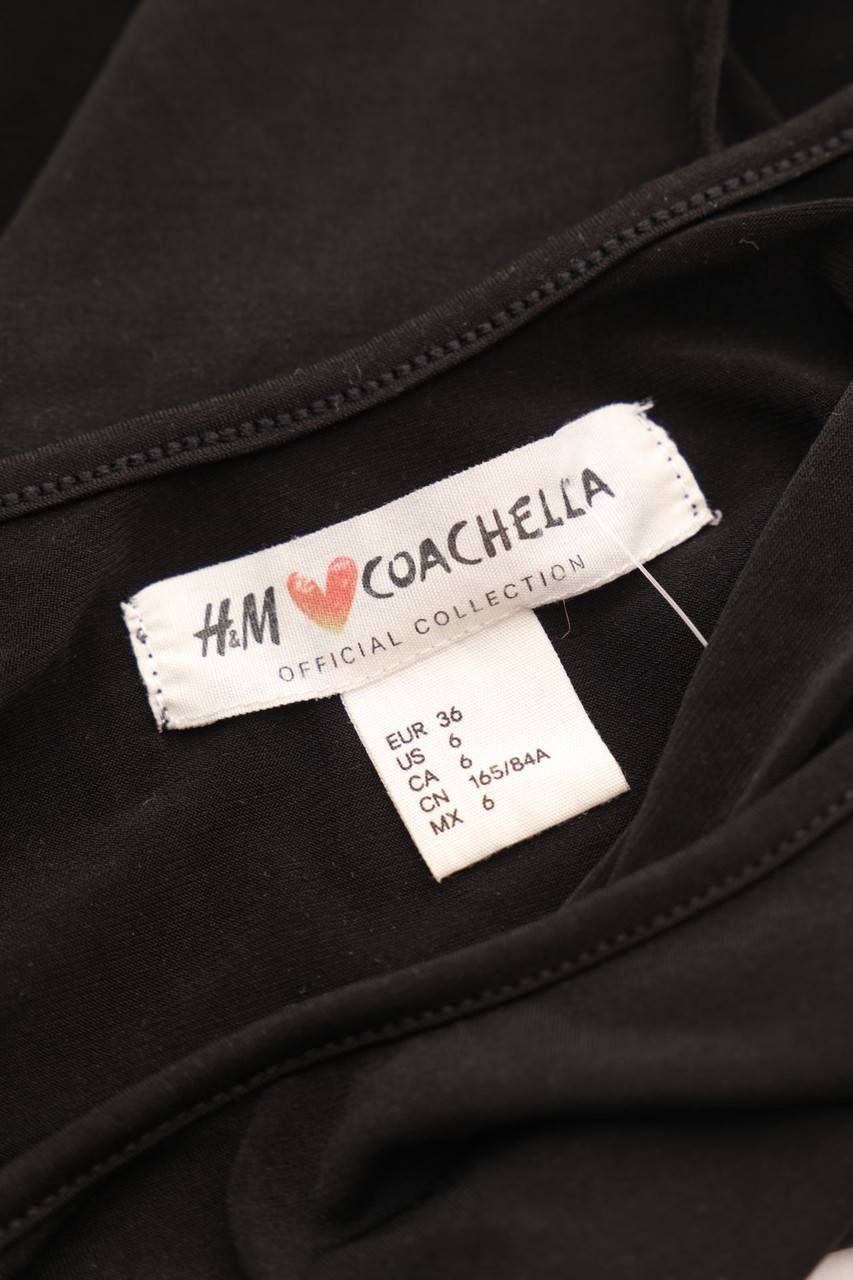 H&M COACHELLA
OFFICIAL COLLECTION
EUR 36
US 6
CA 6
CN 165/84A
MX 6